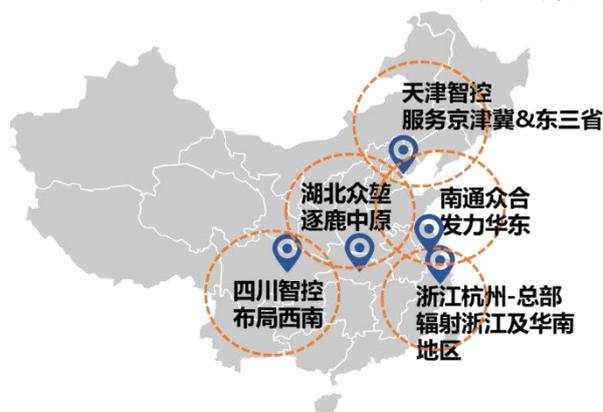 天津智控
服务京津冀&东三省
湖北众堃
逐鹿中原
南通众合
发力华东
四川智控
布局西南
浙江杭州-总部
辐射浙江及华南
地区